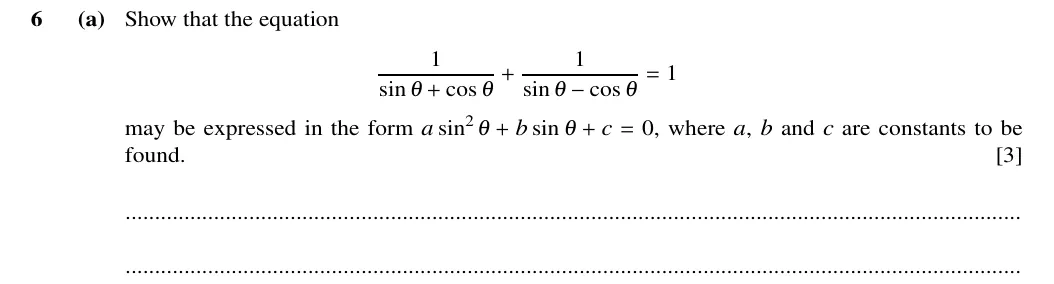 6 (a) Show that the equation
1/(sin θ + cos θ) + 1/(sin θ – cos θ) = 1
may be expressed in the form a sin² θ + b sin θ + c = 0, where a, b and c are constants to be
found. [3]